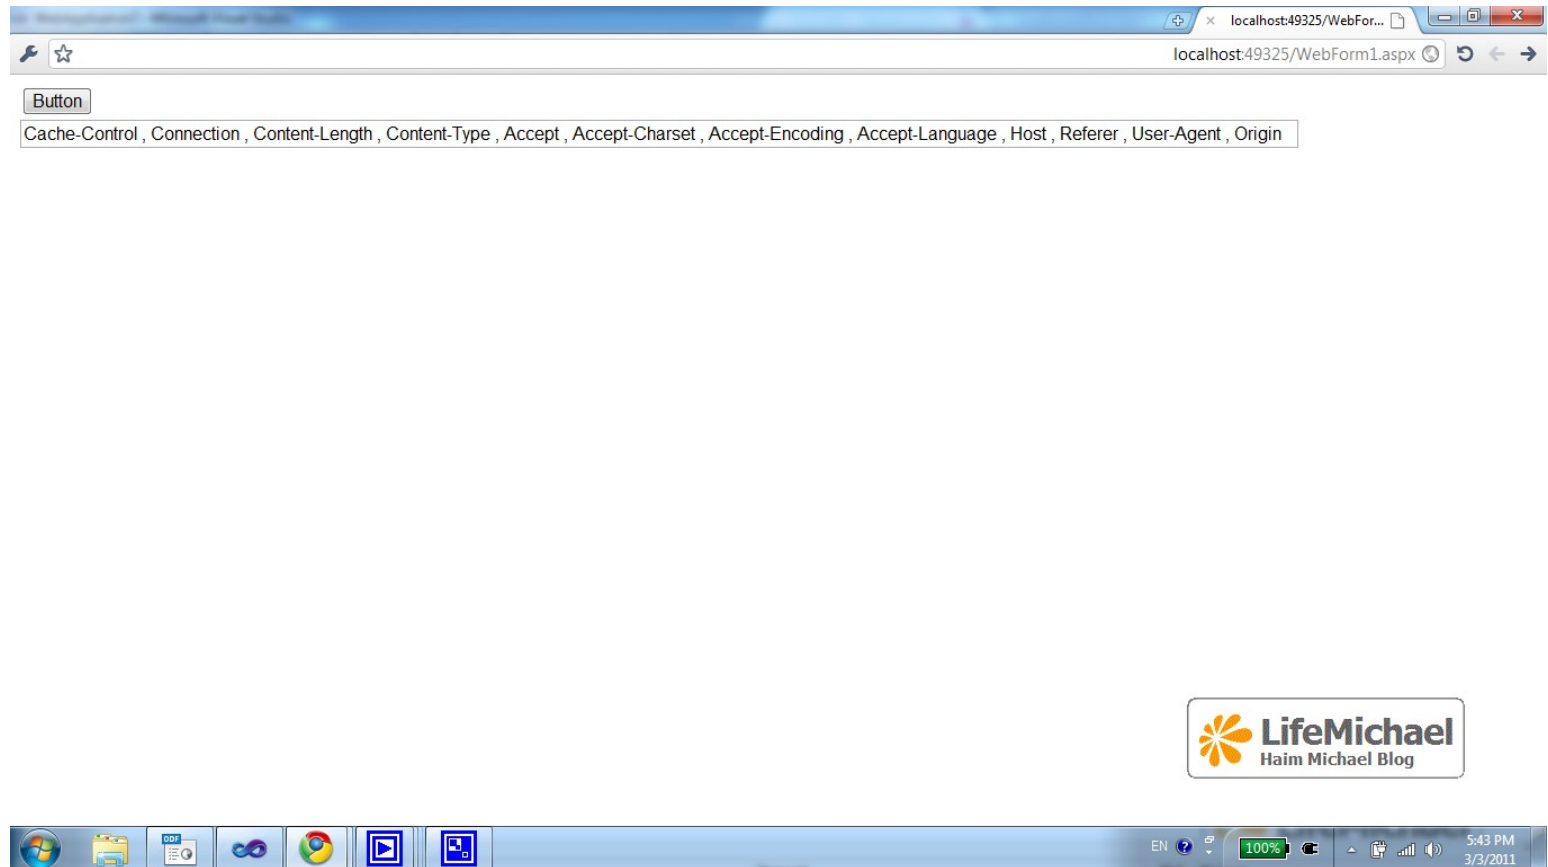 localhost:49325/WebFor...
localhost:49325/WebForm1.aspx
Button
Cache-Control , Connection , Content-Length , Content-Type , Accept , Accept-Charset , Accept-Encoding , Accept-Language , Host , Referer , User-Agent , Origin
LifeMichael
Haim Michael Blog
ODF
EN
100%
5:43 PM
3/3/2011